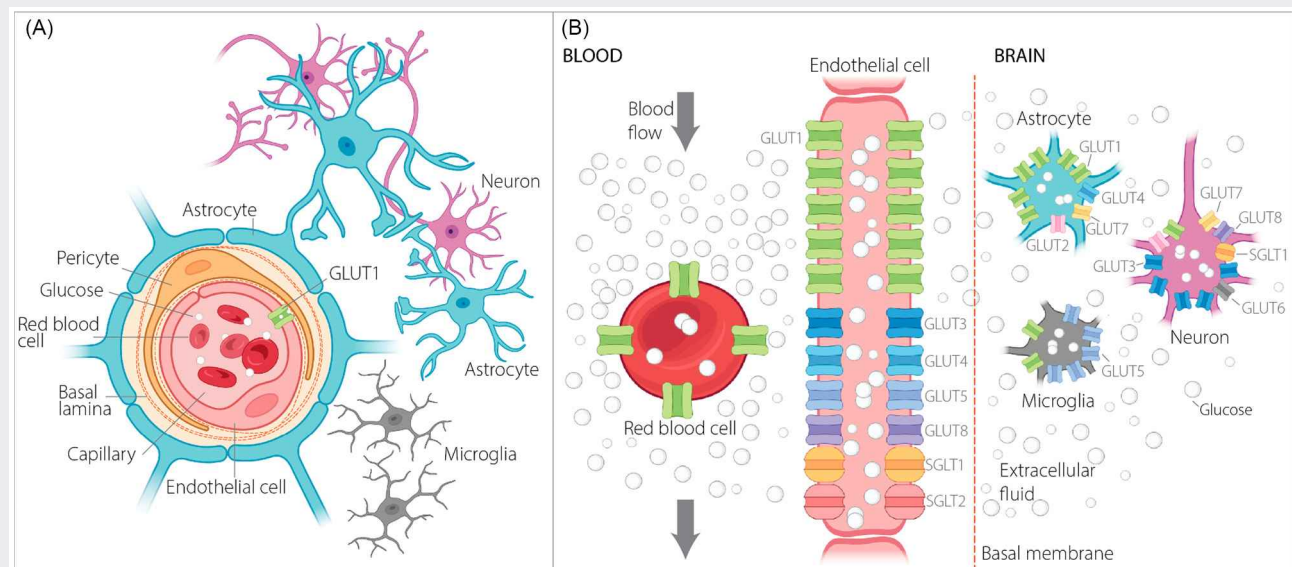 (A)
Neuron
Astrocyte
Pericyte
GLUT1
Glucose
Red blood
cell
Astrocyte
Basal
lamina
Capillary
Microglia
Endothelial cell
(B)
BLOOD
BRAIN
Endothelial cell
Blood
flow
GLUT1
Astrocyte
GLUT1
GLUT4
GLUT7
GLUT2
GLUT7
GLUT8
SGLT1
GLUT3
GLUT6
Neuron
GLUT3
GLUT4
GLUT5
GLUT8
SGLT1
SGLT2
GLUT5
Microglia
Glucose
Red blood cell
Extracellular
fluid
Basal membrane